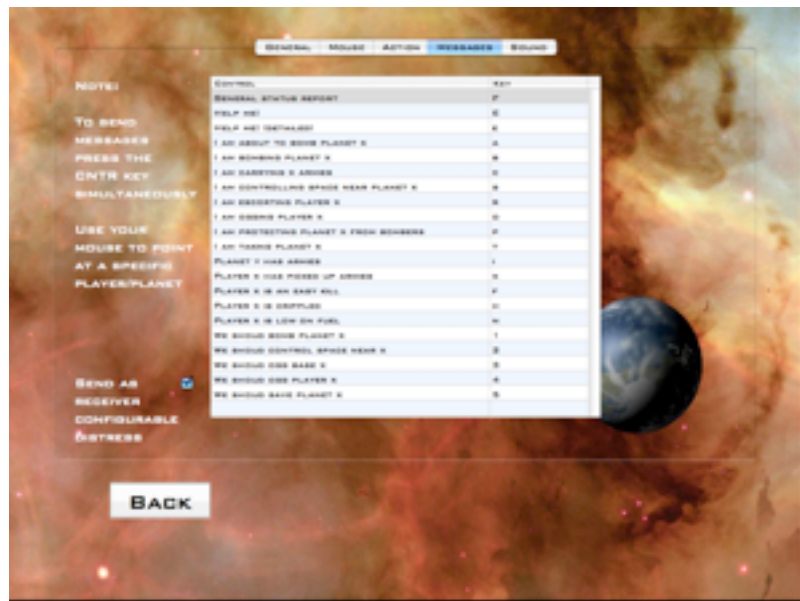 General Mouse Action Messages Sound
Note:
To send
messages
press the
CNTR key
simultaneously
Use your
mouse to point
at a specific
player/planet
Send as
receiver
configurable
distress
Control Key
General status report
Help me!
Help me! (detailed)
I am about to bomb planet X
I am bombing planet X
I am carrying X armies
I am controlling space near planet X
I am escorting player X
I am ogging player X
I am protecting planet X from bombers
I am taking planet X
Planet Y has armies
Player X has picked up armies
Player X is an easy kill
Player X is crippled
Player X is low on fuel
We shoud bomb planet X 1
We shoud control space near X 2
We shoud ogg base X 3
We shoud ogg player X 4
We shoud save planet X 5
Back